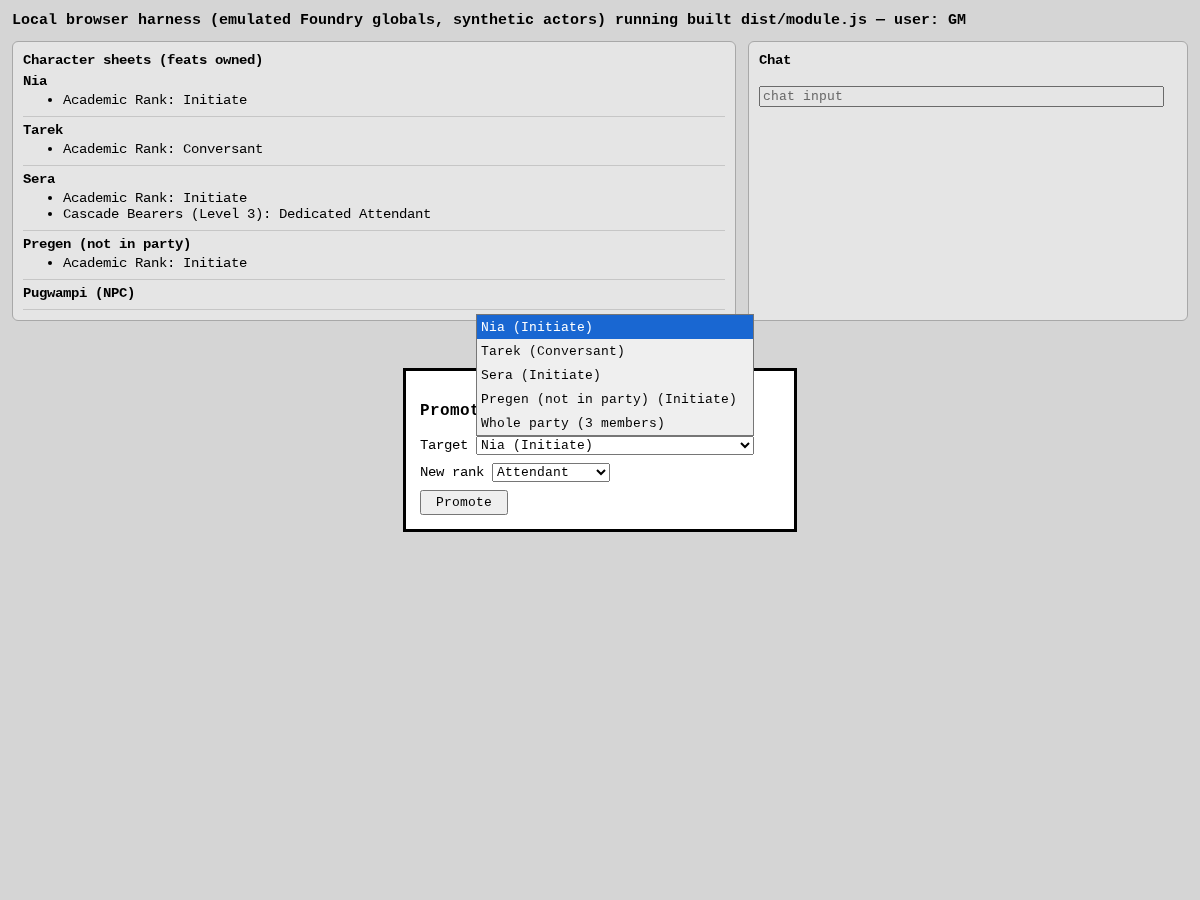 Local browser harness (emulated Foundry globals, synthetic actors) running built dist/module.js — user: GM
Character sheets (feats owned)
Nia
• Academic Rank: Initiate
Tarek
• Academic Rank: Conversant
Sera
• Academic Rank: Initiate
• Cascade Bearers (Level 3): Dedicated Attendant
Pregen (not in party)
• Academic Rank: Initiate
Pugwampi (NPC)
Chat
chat input
Nia (Initiate)
Tarek (Conversant)
Sera (Initiate)
Pregen (not in party) (Initiate)
Whole party (3 members)
Target Nia (Initiate)
New rank Attendant
Promote